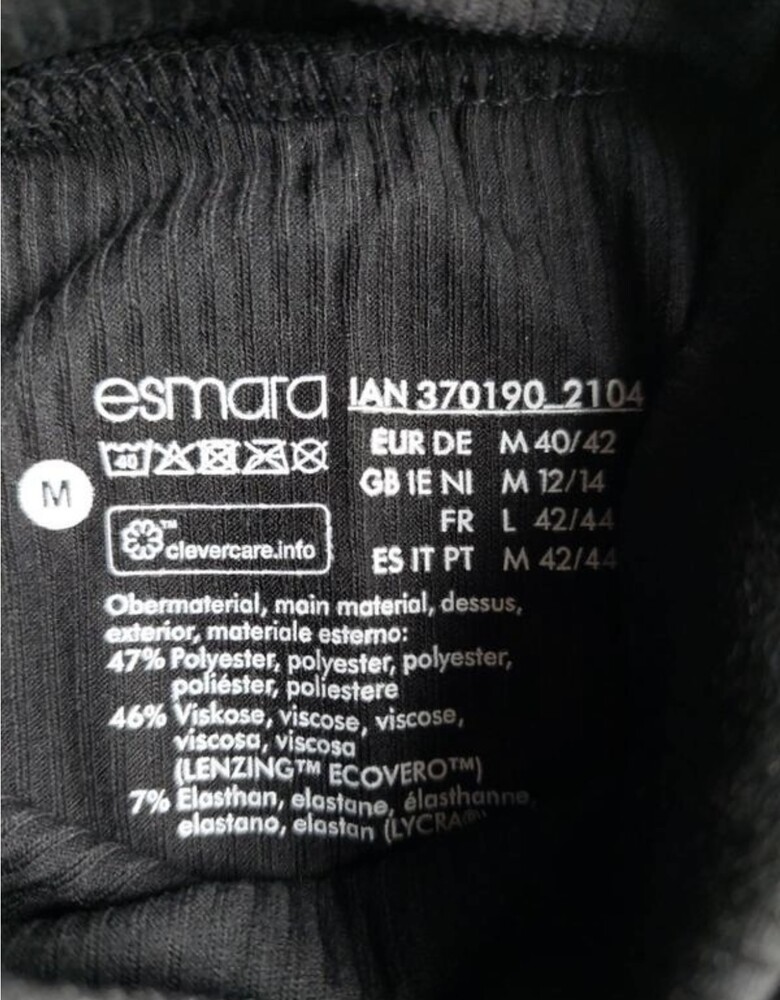 esmara
IAN 370190_2104
40
M
clevercare.info
EUR DE M 40/42
GB IE NI M 12/14
FR L 42/44
ES IT PT M 42/44
Obermaterial, main material, dessus,
exterior, materiale esterno:
47% Polyester, polyester, polyester,
poliéster, poliestere
46% Viskose, viscose, viscose,
viscosa, viscosa
(LENZING™ ECOVERO™)
7% Elasthan, elastane, élasthanne,
elastano, elastan (LYCRA®)